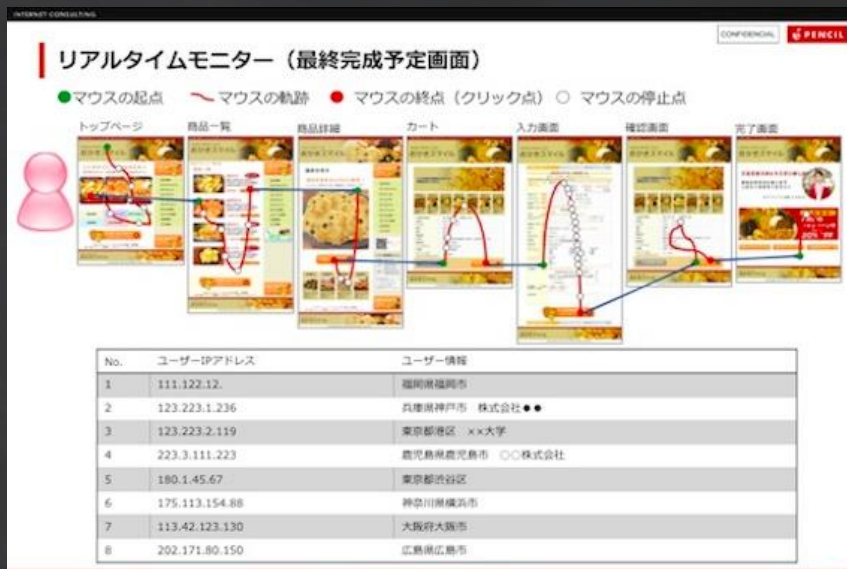 INTERNET CONSULTING
CONFIDENCIAL PENCIL
リアルタイムモニター（最終完成予定画面）
●マウスの起点 マウスの軌跡 ● マウスの終点（クリック点）○ マウスの停止点
トップページ 商品一覧 商品詳細 カート 入力画面 確認画面 完了画面
おかきスマイル
No. ユーザーIPアドレス ユーザー情報
1 111.122.12. 福岡県福岡市
2 123.223.1.236 兵庫県神戸市 株式会社●●
3 123.223.2.119 東京都港区 ××大学
4 223.3.111.223 鹿児島県鹿児島市 ○○株式会社
5 180.1.45.67 東京都渋谷区
6 175.113.154.88 神奈川県横浜市
7 113.42.123.130 大阪府大阪市
8 202.171.80.150 広島県広島市